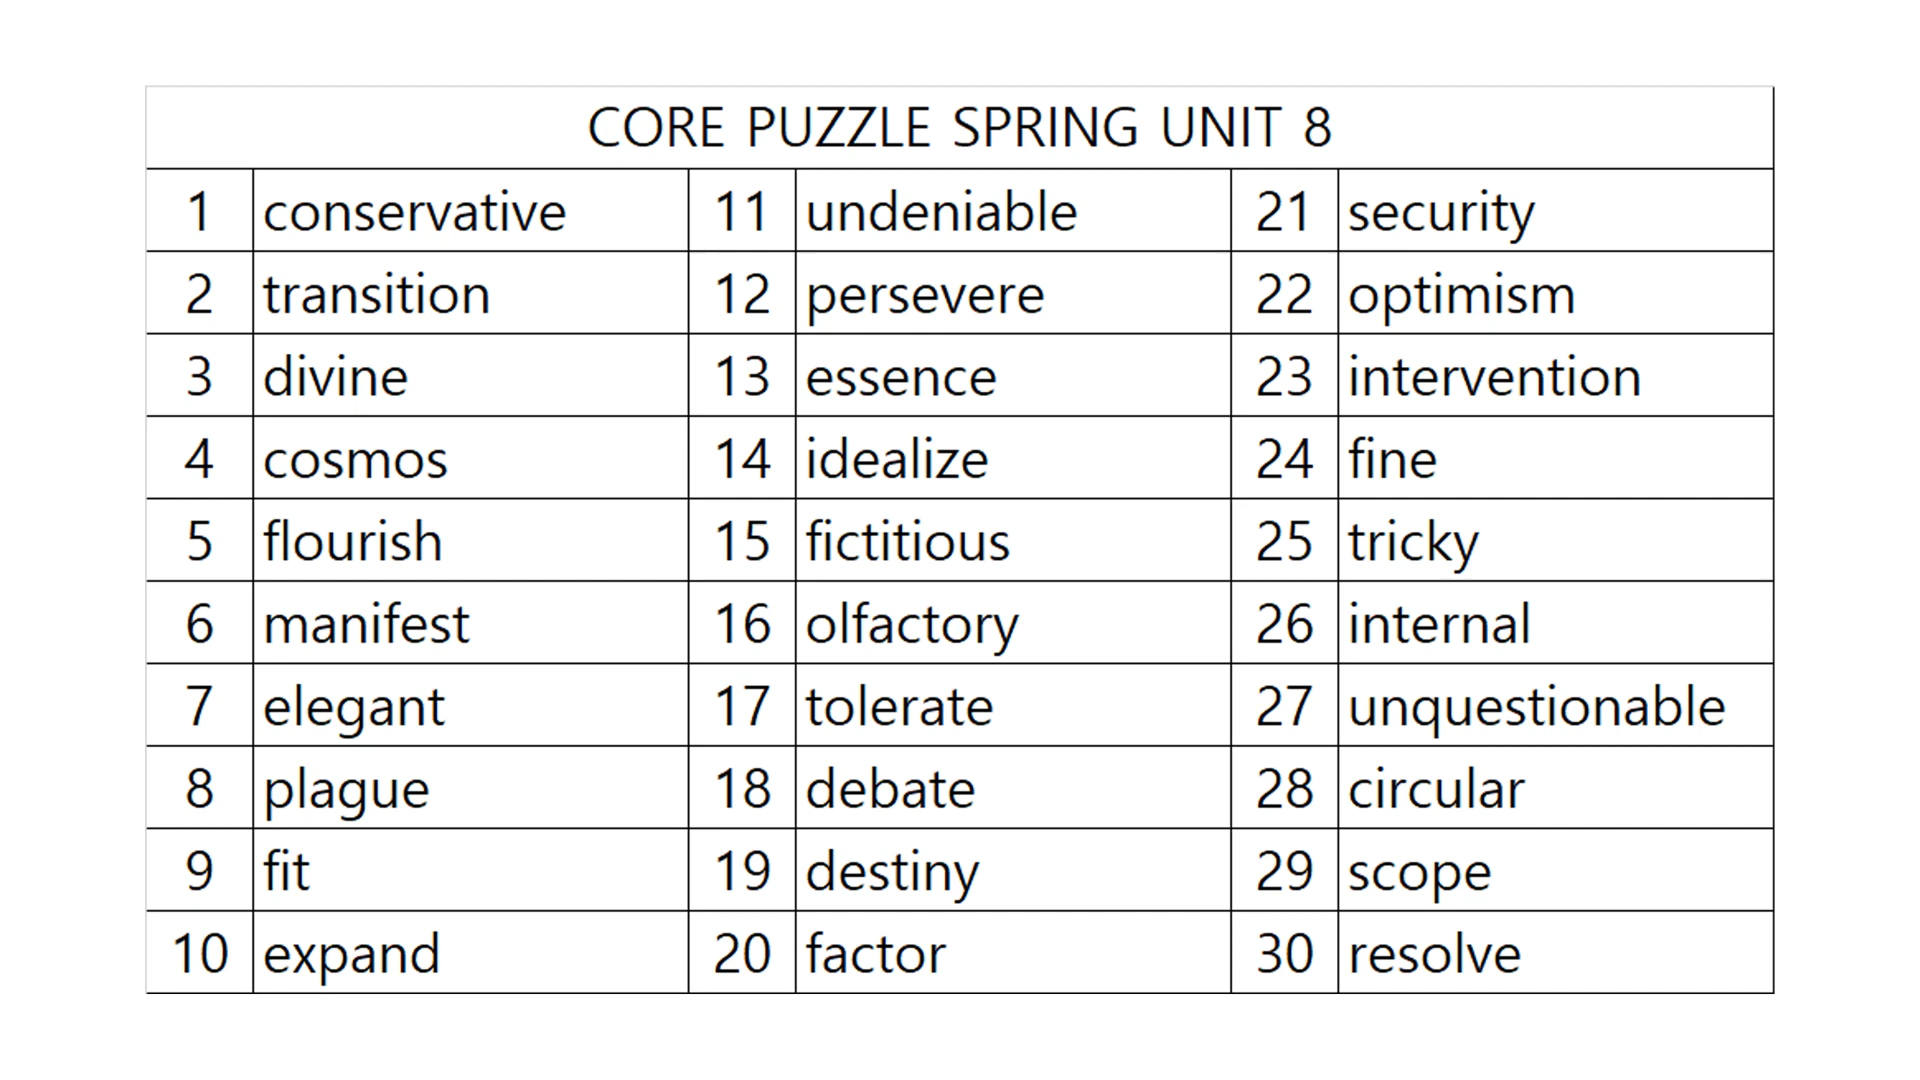 CORE PUZZLE SPRING UNIT 8
1 conservative 11 undeniable 21 security
2 transition 12 persevere 22 optimism
3 divine 13 essence 23 intervention
4 cosmos 14 idealize 24 fine
5 flourish 15 fictitious 25 tricky
6 manifest 16 olfactory 26 internal
7 elegant 17 tolerate 27 unquestionable
8 plague 18 debate 28 circular
9 fit 19 destiny 29 scope
10 expand 20 factor 30 resolve